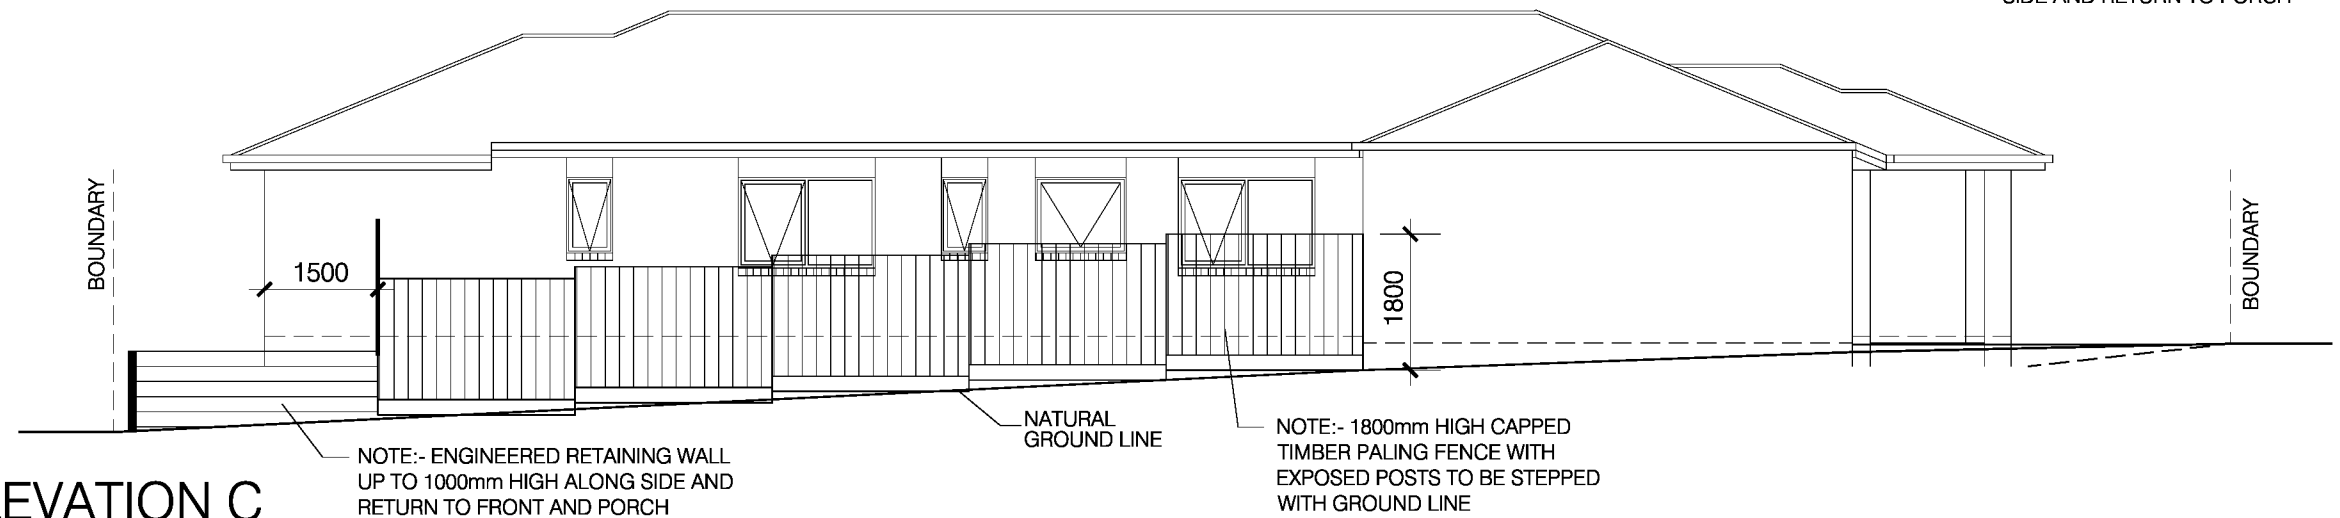 SIDE AND RETURN TO PORCH
BOUNDARY
1500
1800
BOUNDARY
NATURAL
GROUND LINE
NOTE:- ENGINEERED RETAINING WALL
UP TO 1000mm HIGH ALONG SIDE AND
RETURN TO FRONT AND PORCH
NOTE:- 1800mm HIGH CAPPED
TIMBER PALING FENCE WITH
EXPOSED POSTS TO BE STEPPED
WITH GROUND LINE
EVATION C